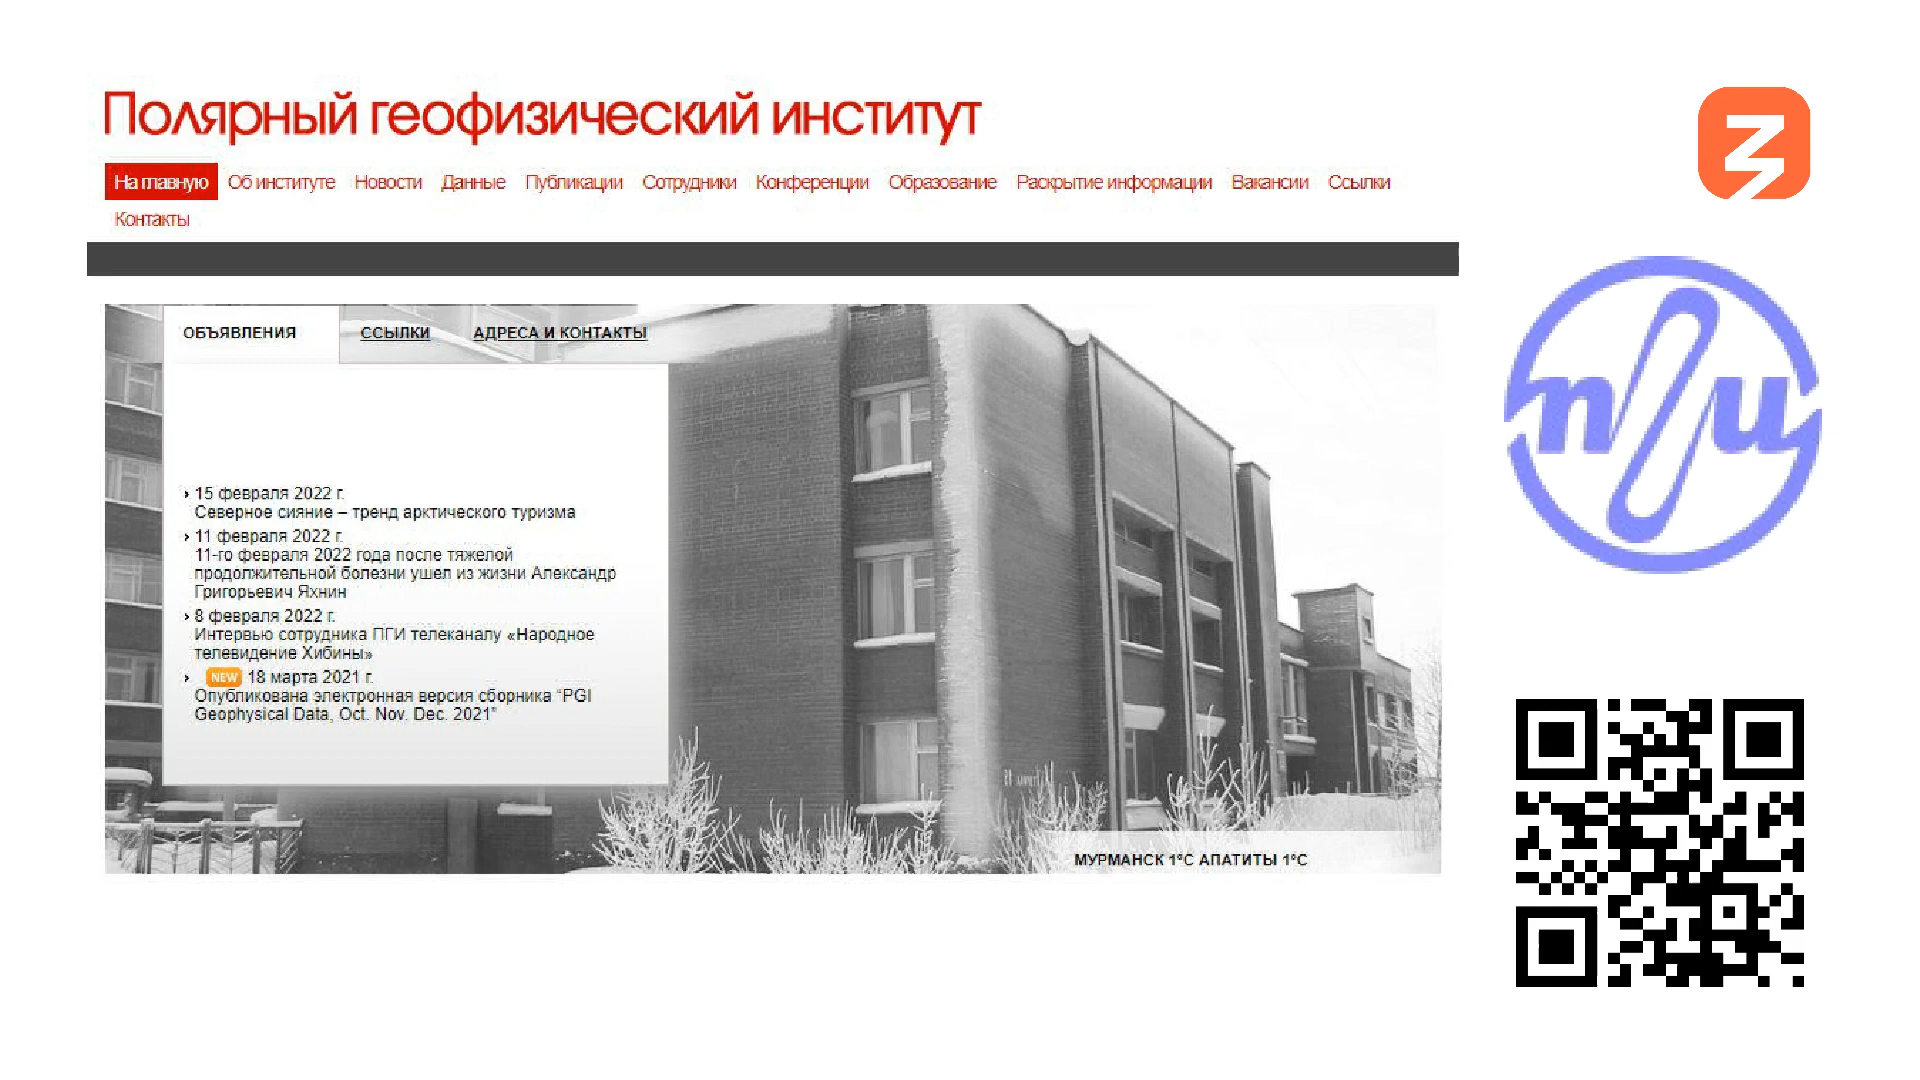 Полярный геофизический институт
На главную Об институте Новости Данные Публикации Сотрудники Конференции Образование Раскрытие информации Вакансии Ссылки
Контакты
ОБЪЯВЛЕНИЯ ССЫЛКИ АДРЕСА И КОНТАКТЫ
15 февраля 2022 г.
Северное сияние – тренд арктического туризма
11 февраля 2022 г.
11-го февраля 2022 года после тяжелой
продолжительной болезни ушел из жизни Александр
Григорьевич Яхнин
8 февраля 2022 г.
Интервью сотрудника ПГИ телеканалу «Народное
телевидение Хибины»
NEW 18 марта 2021 г.
Опубликована электронная версия сборника “PGI
Geophysical Data, Oct. Nov. Dec. 2021”
МУРМАНСК 1°C АПАТИТЫ 1°C